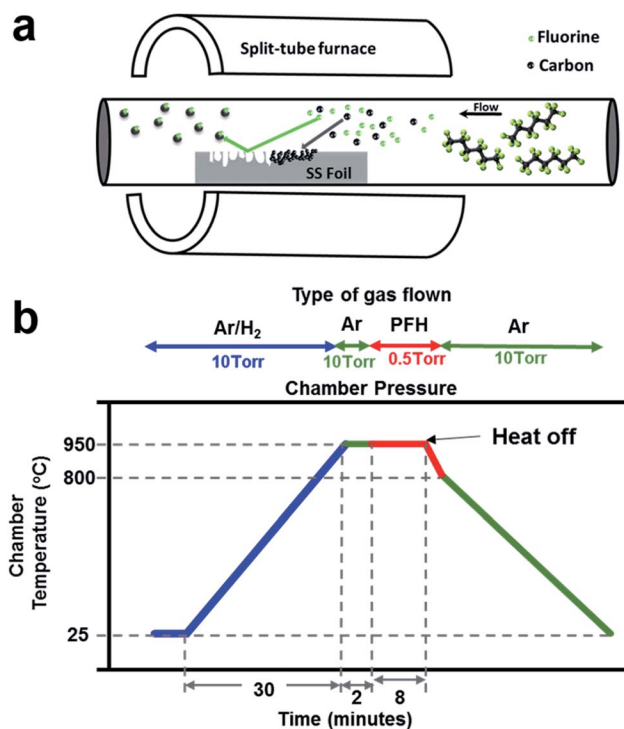 a
Split-tube furnace
Fluorine
Carbon
Flow
SS Foil
b
Type of gas flown
Ar/H₂
Ar
PFH
Ar
10Torr
10Torr
0.5Torr
10Torr
Chamber Pressure
950
Heat off
800
Chamber
Temperature (°C)
25
30
2
8
Time (minutes)